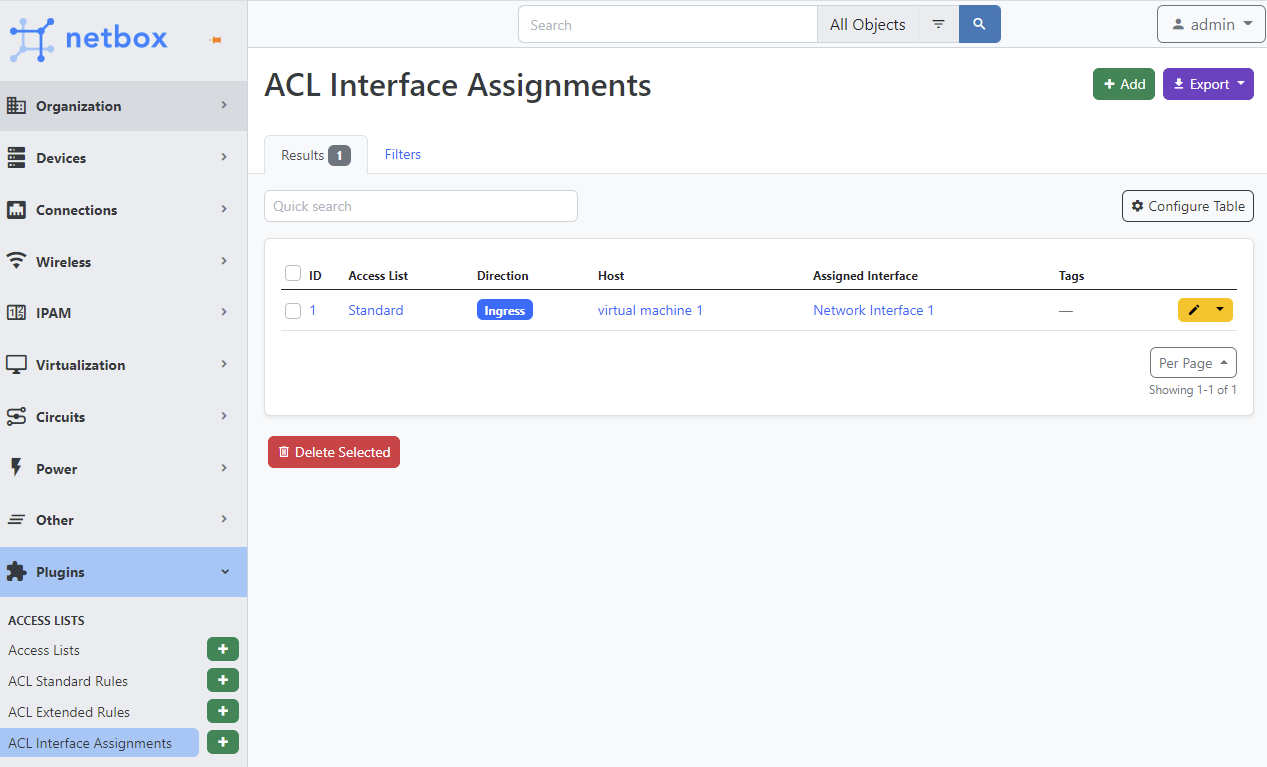 netbox
Search
All Objects
admin
Organization
Devices
Connections
Wireless
IPAM
Virtualization
Circuits
Power
Other
Plugins
ACCESS LISTS
Access Lists
ACL Standard Rules
ACL Extended Rules
ACL Interface Assignments
ACL Interface Assignments
Add
Export
Results 1
Filters
Quick search
Configure Table
ID Access List Direction Host Assigned Interface Tags
1 Standard Ingress virtual machine 1 Network Interface 1 —
Per Page
Showing 1-1 of 1
Delete Selected